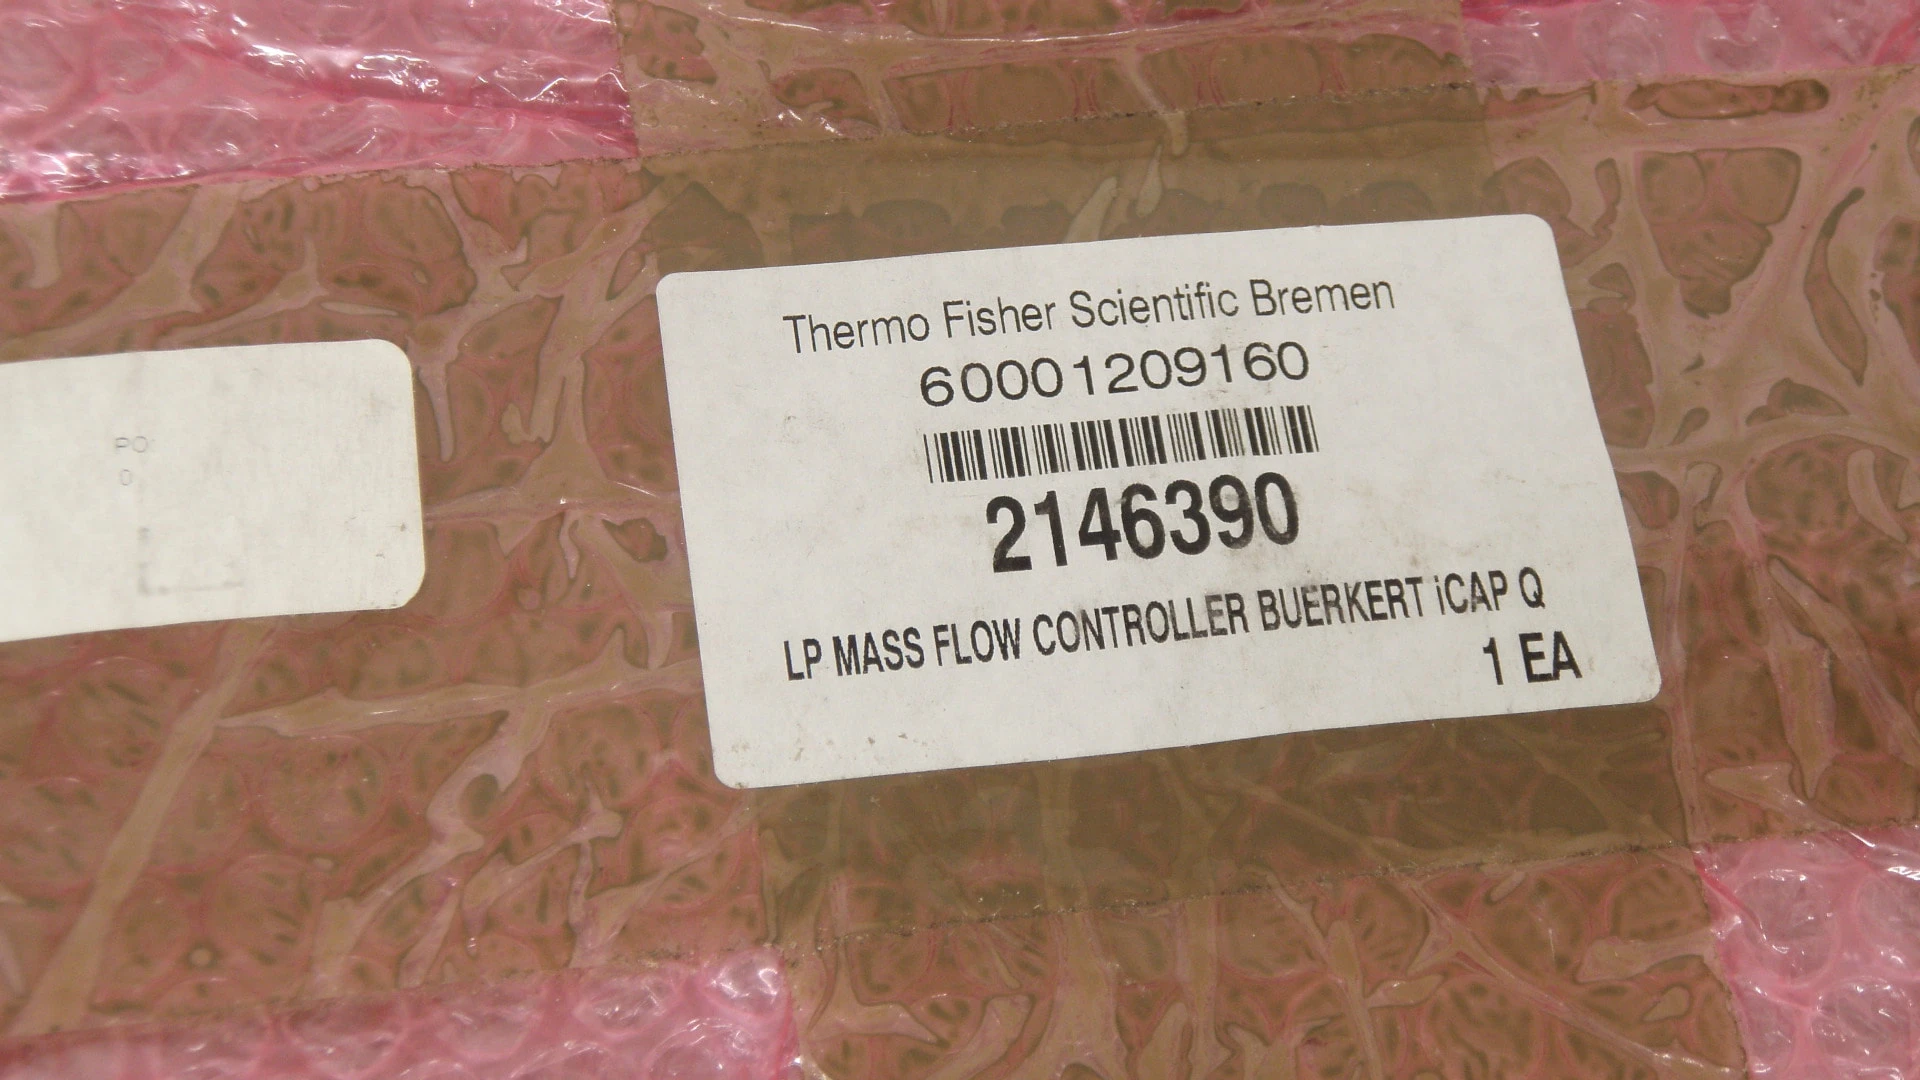 PO
0
Thermo Fisher Scientific Bremen
60001209160
2146390
LP MASS FLOW CONTROLLER BUERKERT iCAP Q
1 EA